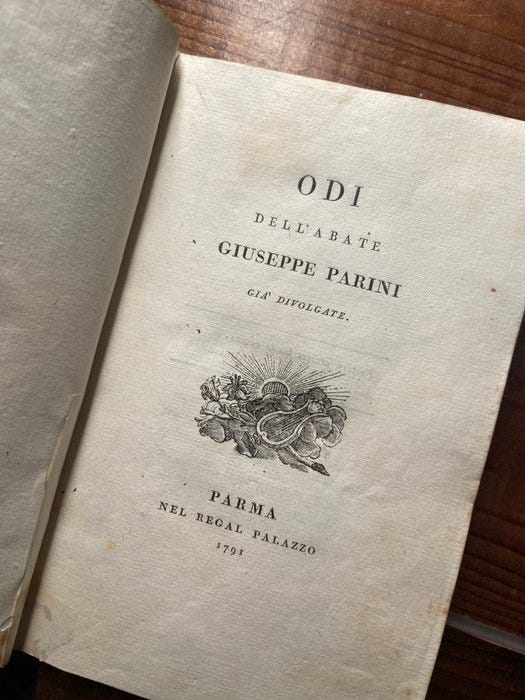 ODI
DELL'ABATE
GIUSEPPE PARINI
GIA' DIVOLGATE.
PARMA
NEL REGAL PALAZZO
1791